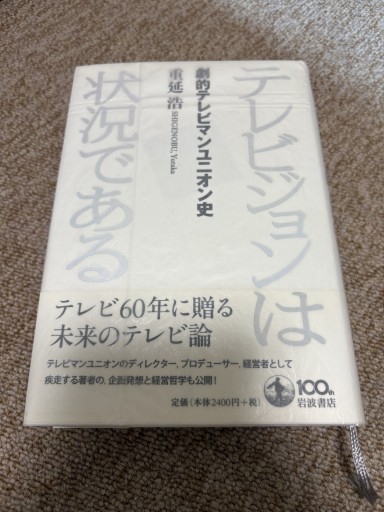 テレビジョンは
状況である
劇的テレビマンユニオン史
重延 浩
SHIGENOBU, Yutaka
テレビ60年に贈る
未来のテレビ論
テレビマンユニオンのディレクター，プロデューサー，経営者として
疾走する著者の，企画発想と経営哲学も公開！
定価(本体2400円+税)
100th
岩波書店